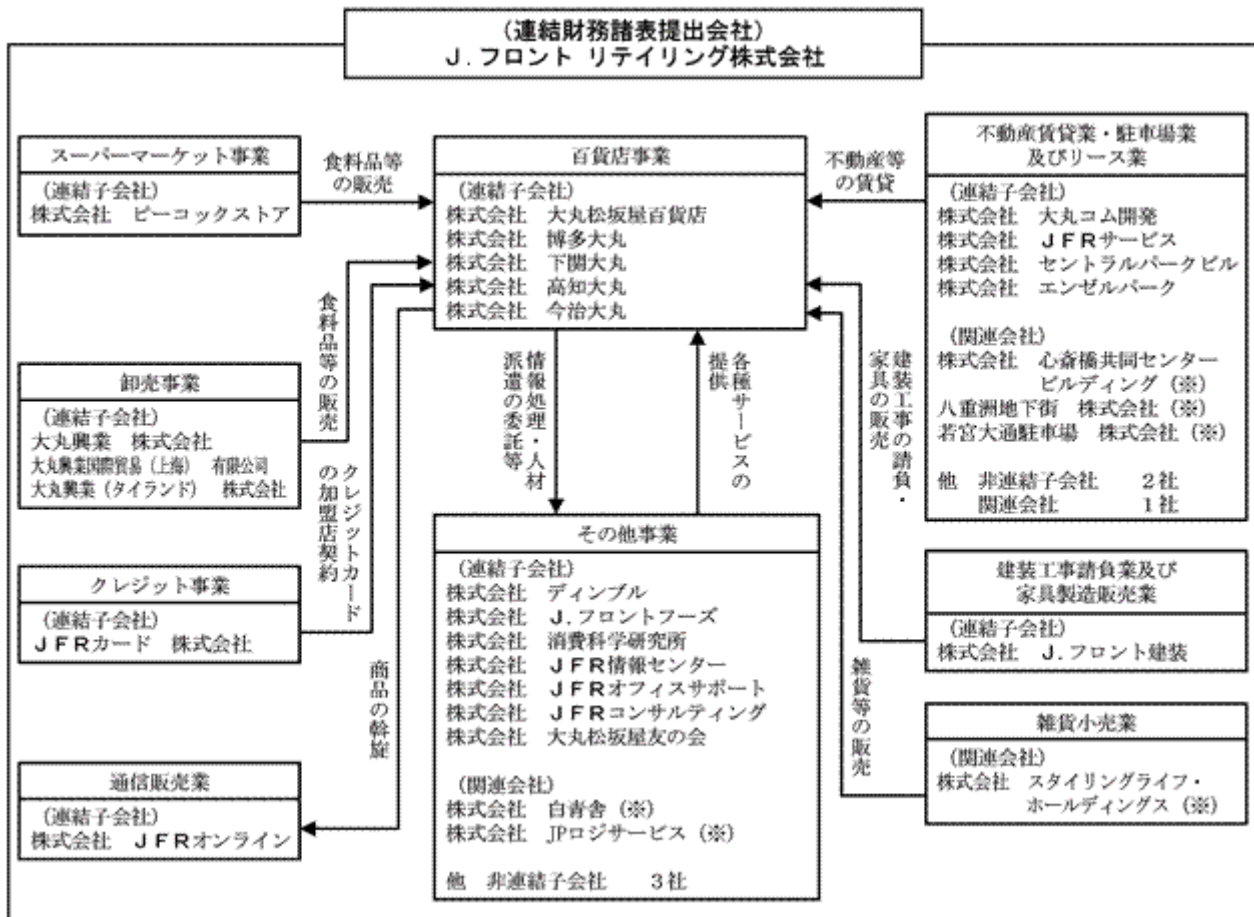 (連結財務諸表提出会社)
J.フロント リテイリング株式会社
スーパーマーケット事業
(連結子会社)
株式会社 ピーコックストア
食料品等
の販売
百貨店事業
(連結子会社)
株式会社 大丸松坂屋百貨店
株式会社 博多大丸
株式会社 下関大丸
株式会社 高知大丸
株式会社 今治大丸
不動産等
の賃貸
不動産賃貸業・駐車場業
及びリース業
(連結子会社)
株式会社 大丸コム開発
株式会社 JFRサービス
株式会社 セントラルパークビル
株式会社 エンゼルパーク
(関連会社)
株式会社 心斎橋共同センター
ビルディング(※)
八重洲地下街 株式会社(※)
若宮大通駐車場 株式会社(※)
他 非連結子会社 2社
関連会社 1社
卸売事業
(連結子会社)
大丸興業 株式会社
大丸興業国際貿易(上海) 有限公司
大丸興業(タイランド) 株式会社
食料品等の販売
クレジット事業
(連結子会社)
JFRカード 株式会社
クレジットカード
の加盟店契約
通信販売業
(連結子会社)
株式会社 JFRオンライン
商品の斡旋
情報処理・人材
派遣の委託等
各種サービスの
提供
その他事業
(連結子会社)
株式会社 ディンプル
株式会社 J.フロントフーズ
株式会社 消費科学研究所
株式会社 JFR情報センター
株式会社 JFRオフィスサポート
株式会社 JFRコンサルティング
株式会社 大丸松坂屋友の会
(関連会社)
株式会社 白青舎(※)
株式会社 JPロジサービス(※)
他 非連結子会社 3社
建装工事の請負・
家具の販売
建装工事請負業及び
家具製造販売業
(連結子会社)
株式会社 J.フロント建装
雑貨等の販売
雑貨小売業
(関連会社)
株式会社 スタイリングライフ・
ホールディングス(※)